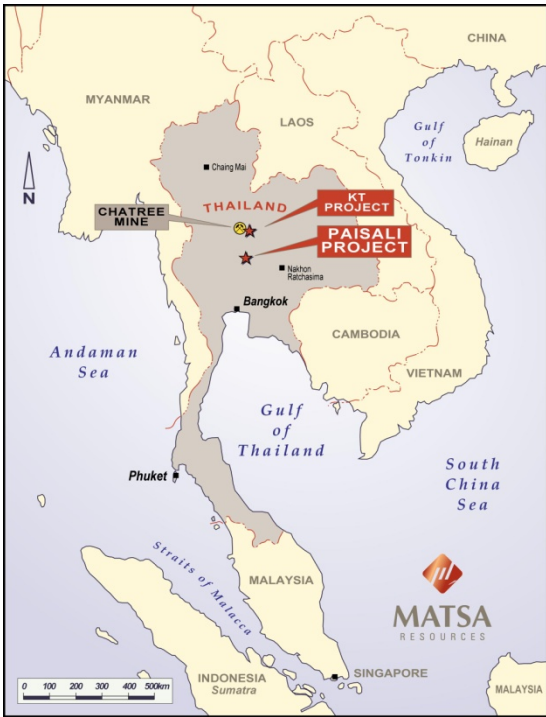 CHINA
MYANMAR
LAOS
Gulf
of
Tonkin
Hainan
N
Chaing Mai
THAILAND
KT
PROJECT
CHATREE
MINE
PAISALI
PROJECT
Nakhon
Ratchasima
Bangkok
CAMBODIA
VIETNAM
Andaman
Sea
Gulf
of
Thailand
South
China
Sea
Phuket
Straits of Malacca
MALAYSIA
MATSA
RESOURCES
SINGAPORE
INDONESIA
Sumatra
MALAYSIA
0 100 200 300 400 500km